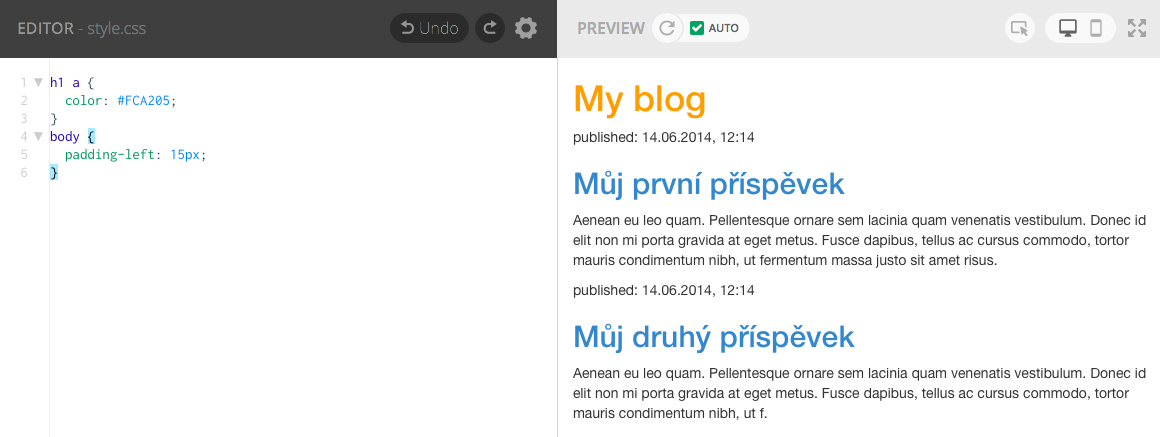 EDITOR - style.css
Undo
1 h1 a {
2 color: #FCA205;
3 }
4 body {
5 padding-left: 15px;
6 }
PREVIEW
AUTO
My blog
published: 14.06.2014, 12:14
Můj první příspěvek
Aenean eu leo quam. Pellentesque ornare sem lacinia quam venenatis vestibulum. Donec id
elit non mi porta gravida at eget metus. Fusce dapibus, tellus ac cursus commodo, tortor
mauris condimentum nibh, ut fermentum massa justo sit amet risus.
published: 14.06.2014, 12:14
Můj druhý příspěvek
Aenean eu leo quam. Pellentesque ornare sem lacinia quam venenatis vestibulum. Donec id
elit non mi porta gravida at eget metus. Fusce dapibus, tellus ac cursus commodo, tortor
mauris condimentum nibh, ut f.